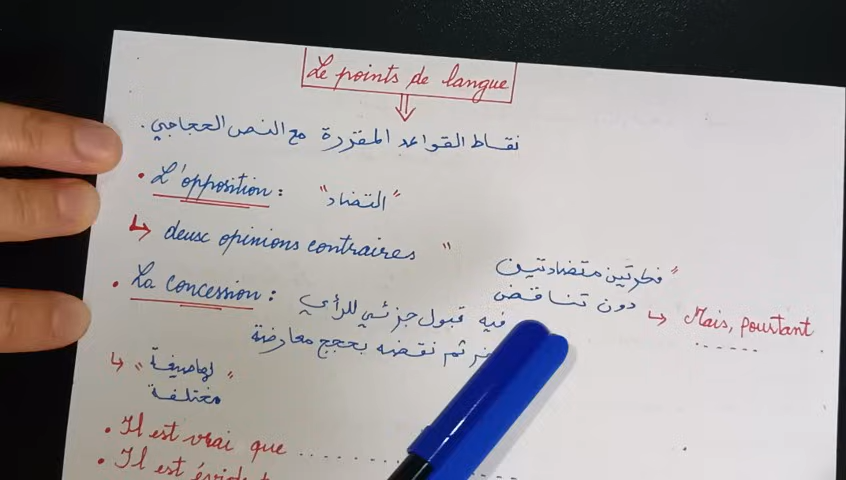 Le points de langue
نقاط القواعد المقررة مع النص الحجاجي.
• L'opposition : "التضاد"
↳ deux opinions contraires "
"فكرتين متضادتين
دون تناقض ↳ Mais, pourtant ......
• La concession : فيه قبول جزئي للرأي
ثم نقضه بحجج معارضة
↳ "لها صيغة"
مختلفة
• Il est vrai que ..........
• Il est